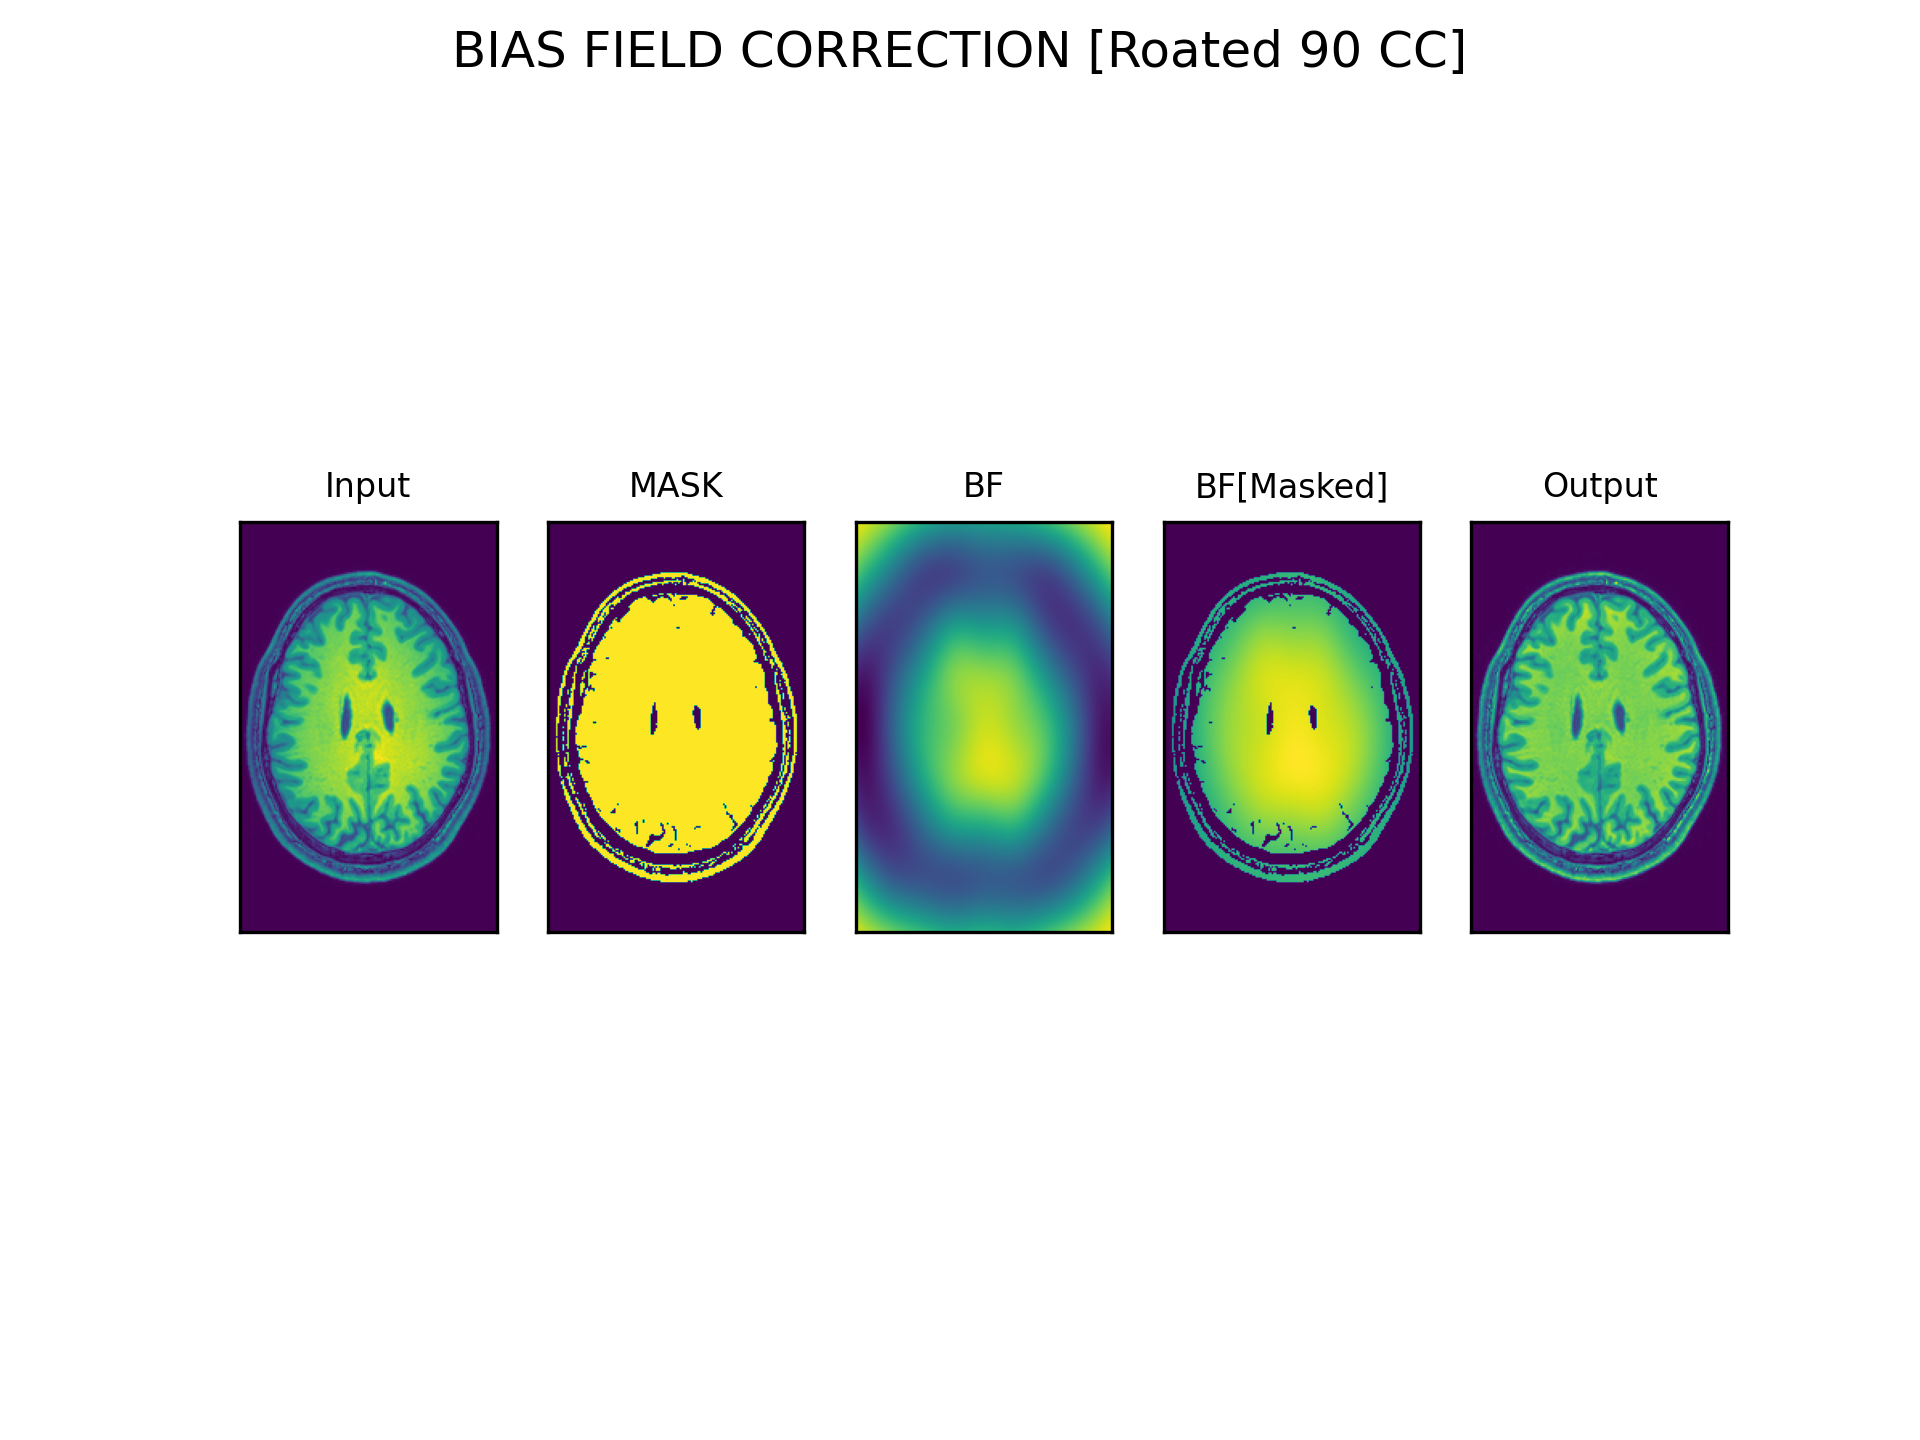 BIAS FIELD CORRECTION [Roated 90 CC]
Input
MASK
BF
BF[Masked]
Output